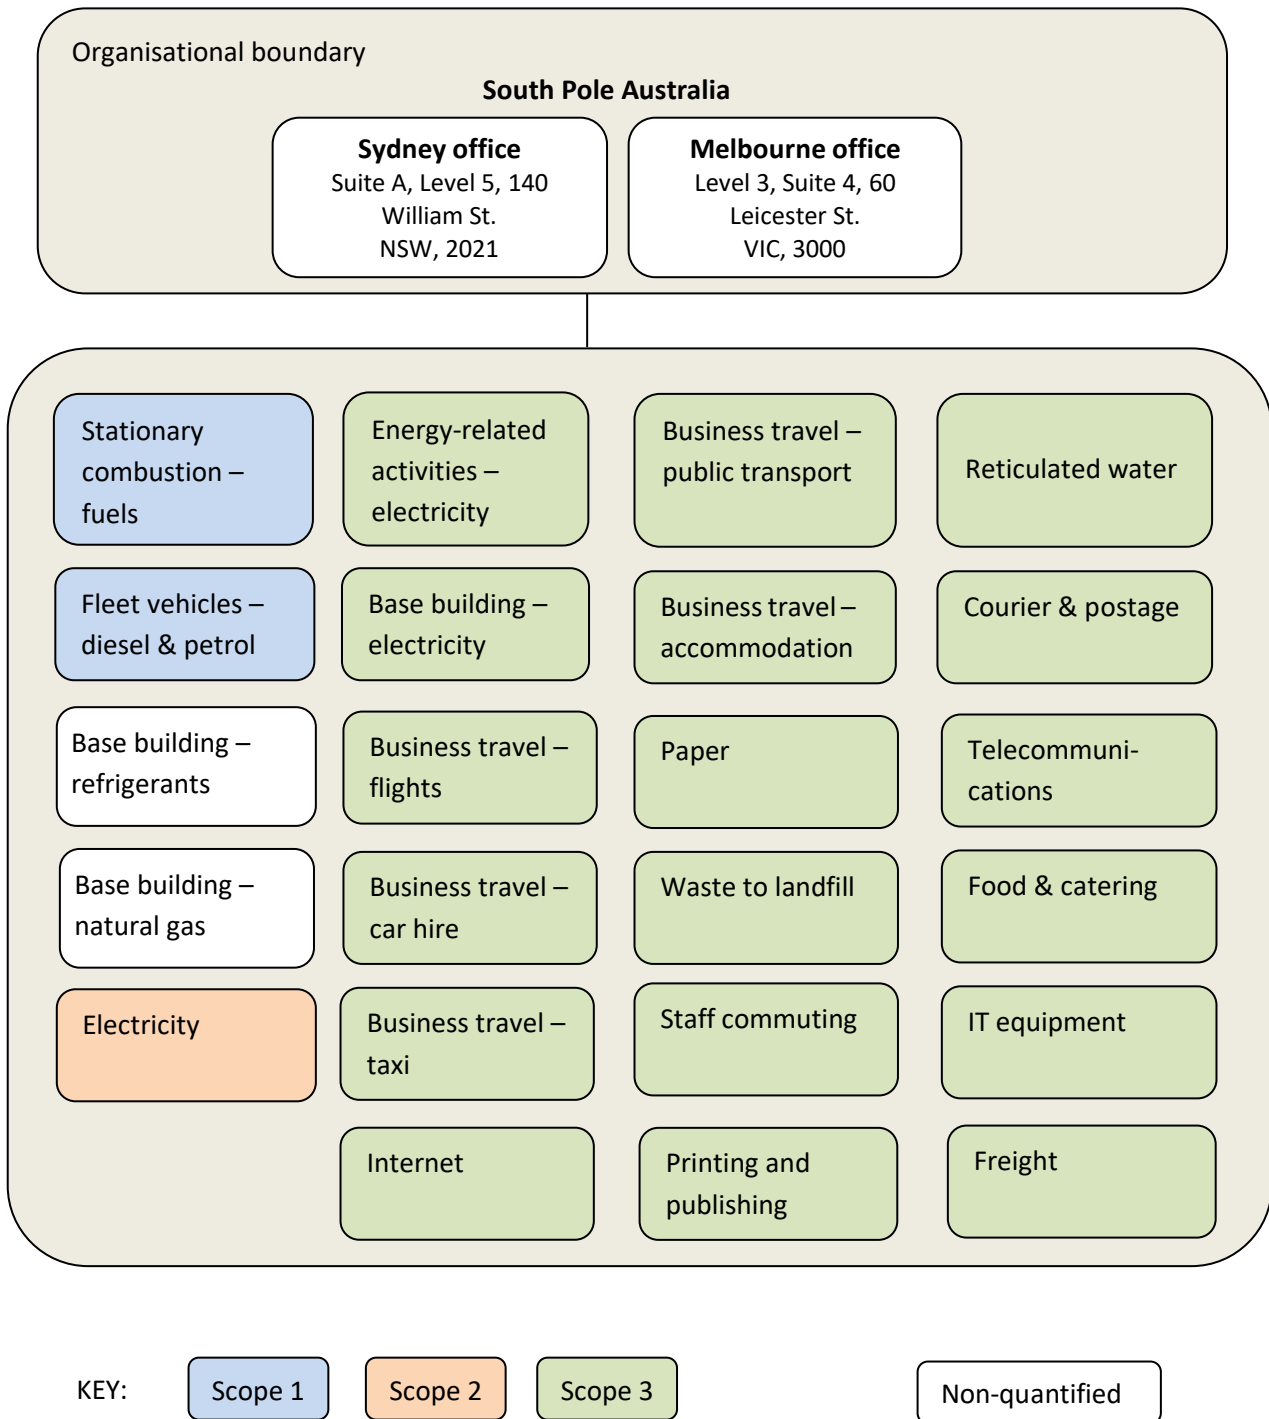 Organisational boundary
South Pole Australia
Sydney office
Suite A, Level 5, 140
William St.
NSW, 2021
Melbourne office
Level 3, Suite 4, 60
Leicester St.
VIC, 3000
Stationary
combustion –
fuels
Energy-related
activities –
electricity
Business travel –
public transport
Reticulated water
Fleet vehicles –
diesel & petrol
Base building –
electricity
Business travel –
accommodation
Courier & postage
Base building –
refrigerants
Business travel –
flights
Paper
Telecommuni-
cations
Base building –
natural gas
Business travel –
car hire
Waste to landfill
Food & catering
Electricity
Business travel –
taxi
Staff commuting
IT equipment
Internet
Printing and
publishing
Freight
KEY:
Scope 1
Scope 2
Scope 3
Non-quantified